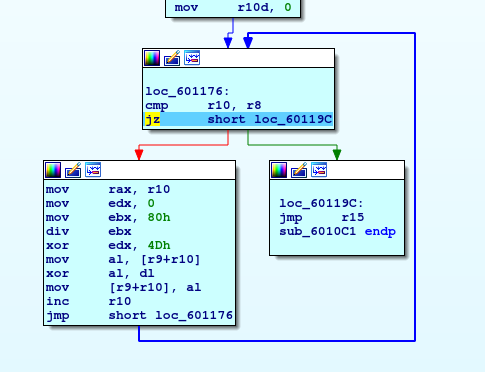 mov r10d, 0
loc_601176:
cmp r10, r8
jz short loc_60119C
mov rax, r10
mov edx, 0
mov ebx, 80h
div ebx
xor edx, 4Dh
mov al, [r9+r10]
xor al, dl
mov [r9+r10], al
inc r10
jmp short loc_601176
loc_60119C:
jmp r15
sub_6010C1 endp